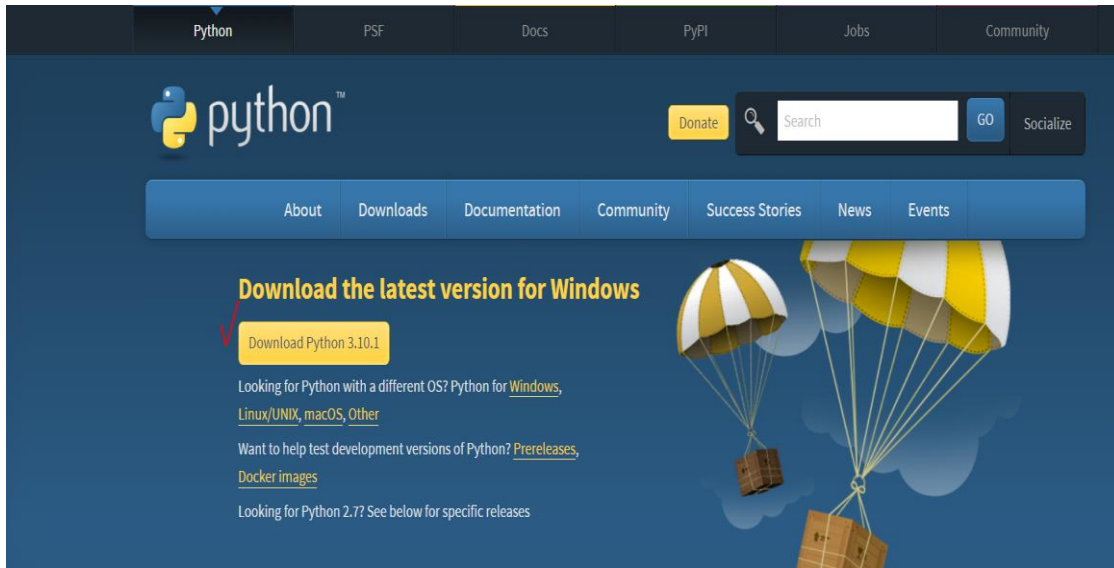 Python PSF Docs PyPI Jobs Community
python™
Donate Search GO Socialize
About Downloads Documentation Community Success Stories News Events
Download the latest version for Windows
Download Python 3.10.1
Looking for Python with a different OS? Python for Windows,
Linux/UNIX, macOS, Other
Want to help test development versions of Python? Prereleases,
Docker images
Looking for Python 2.7? See below for specific releases